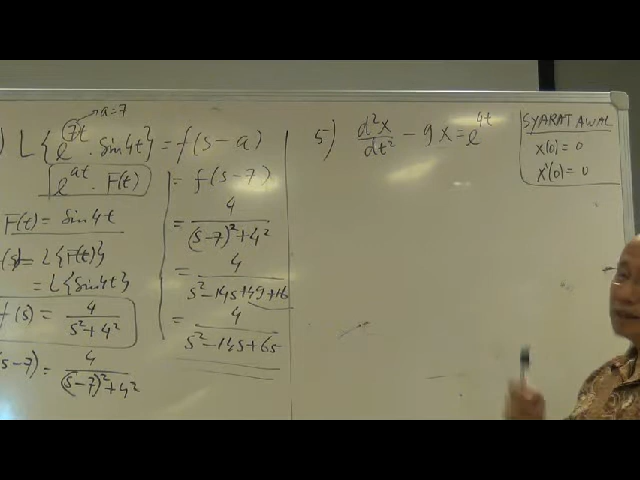 a=7
) L{e^{7t} . sin 4t} = f(s-a)
e^{at} . F(t)
F(t) = sin 4t
(s) = L{F(t)}
= L{sin 4t}
f(s) = 4/(s²+4²)
(s-7) = 4/((s-7)²+4²)
= f(s-7)
= 4/((s-7)²+4²)
= 4/(s²-14s+49+16)
= 4/(s²-14s+65)
5) d²x/dt² - 9x = e^{4t}
SYARAT AWAL
x(0) = 0
x'(0) = 0